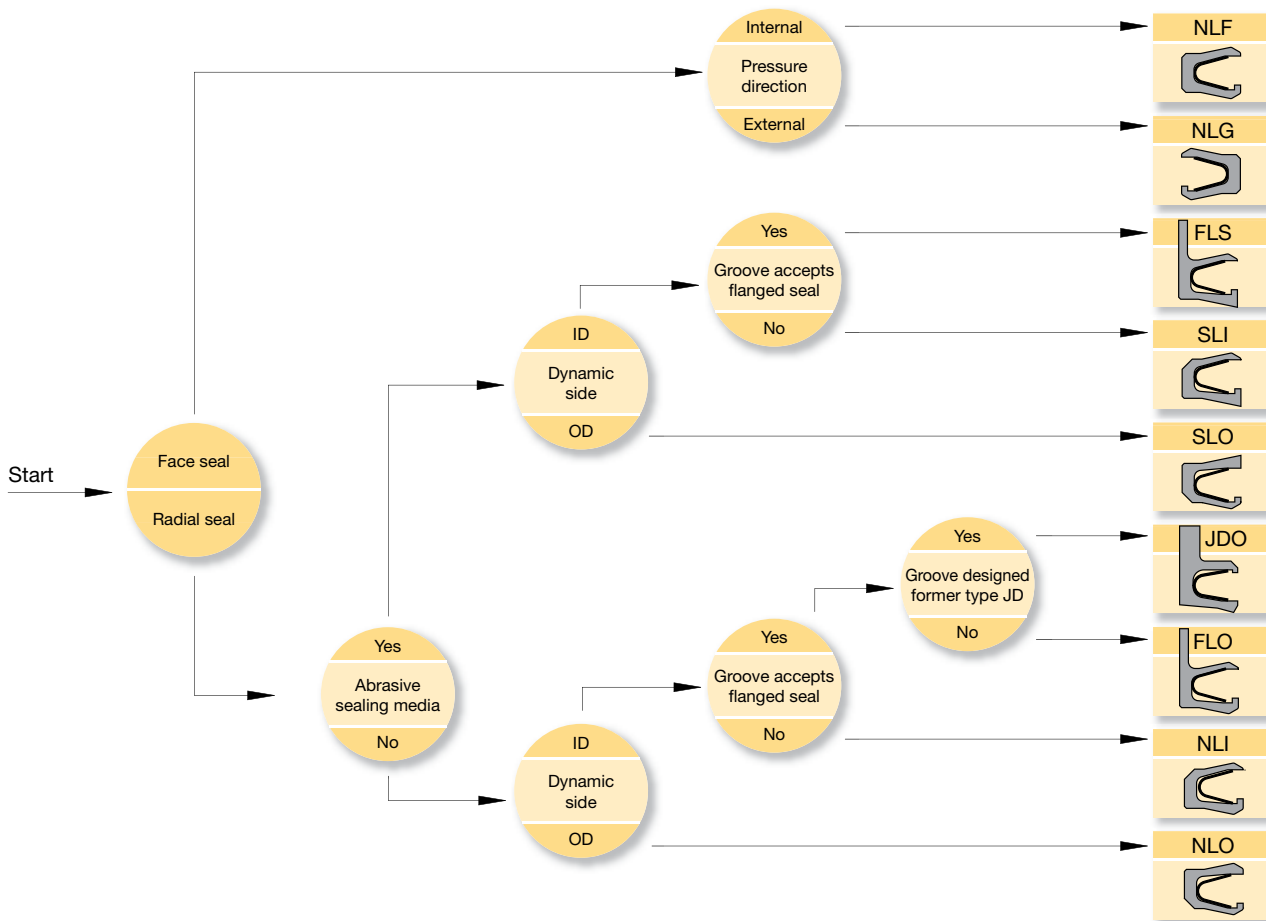 Start
Face seal
Radial seal
Yes
Abrasive
sealing media
No
ID
Dynamic
side
OD
ID
Dynamic
side
OD
Internal
Pressure
direction
External
Yes
Groove accepts
flanged seal
No
Yes
Groove accepts
flanged seal
No
Yes
Groove designed
former type JD
No
NLF
NLG
FLS
SLI
SLO
JDO
FLO
NLI
NLO